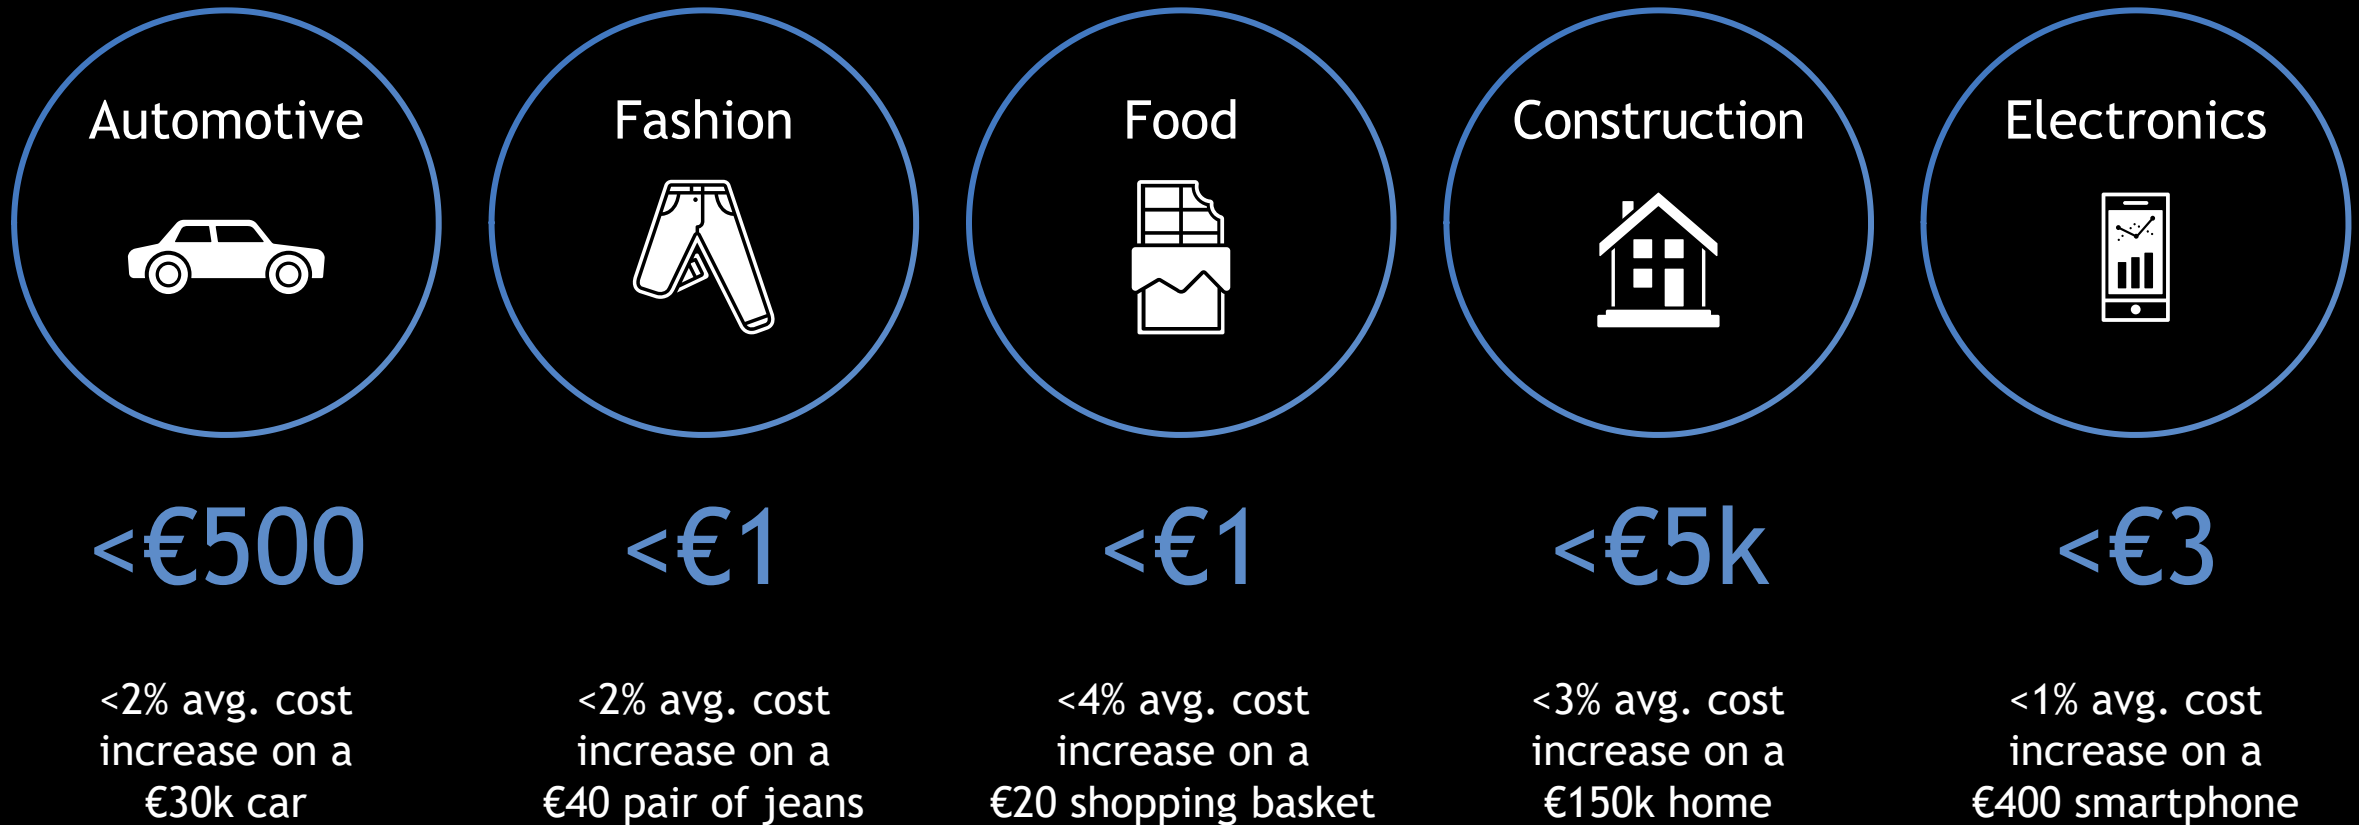 Automotive
Fashion
Food
Construction
Electronics
<€500
<€1
<€1
<€5k
<€3
<2% avg. cost
increase on a
€30k car
<2% avg. cost
increase on a
€40 pair of jeans
<4% avg. cost
increase on a
€20 shopping basket
<3% avg. cost
increase on a
€150k home
<1% avg. cost
increase on a
€400 smartphone